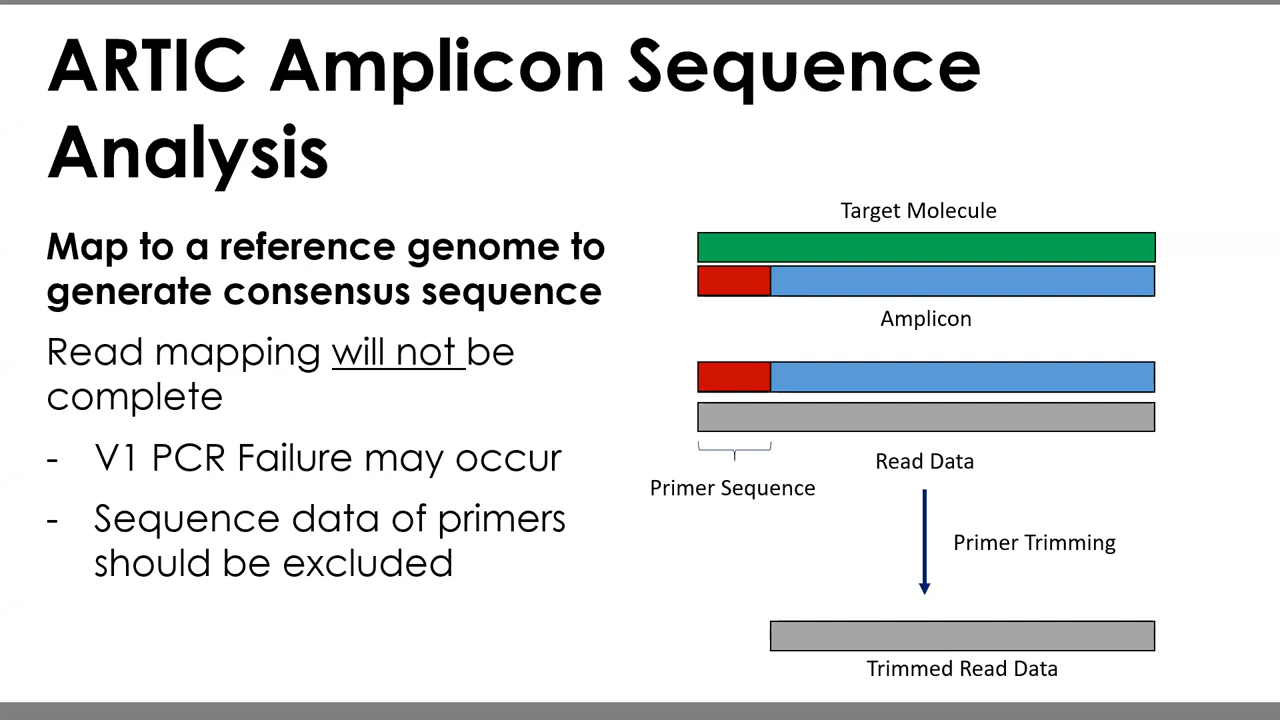 ARTIC Amplicon Sequence
Analysis
Map to a reference genome to
generate consensus sequence
Read mapping will not be
complete
- V1 PCR Failure may occur
- Sequence data of primers
should be excluded
Target Molecule
Amplicon
Read Data
Primer Sequence
Primer Trimming
Trimmed Read Data